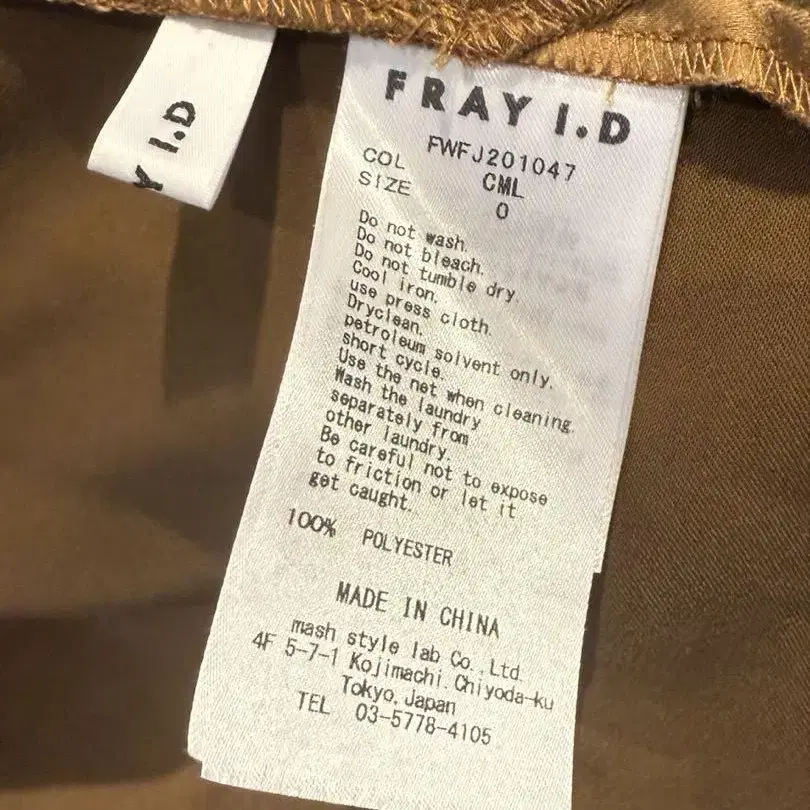 Y I.D
FRAY I.D
FWFJ201047
COL CML
SIZE 0
Do not wash.
Do not bleach.
Do not tumble dry.
Cool iron.
use press cloth.
Dryclean.
petroleum solvent only.
short cycle.
Use the net when cleaning.
Wash the laundry
separately from
other laundry.
Be careful not to expose
to friction or let it
get caught.
100% POLYESTER
MADE IN CHINA
mash style lab Co.,Ltd.
4F 5-7-1 Kojimachi.Chiyoda-ku
Tokyo,Japan
TEL 03-5778-4105